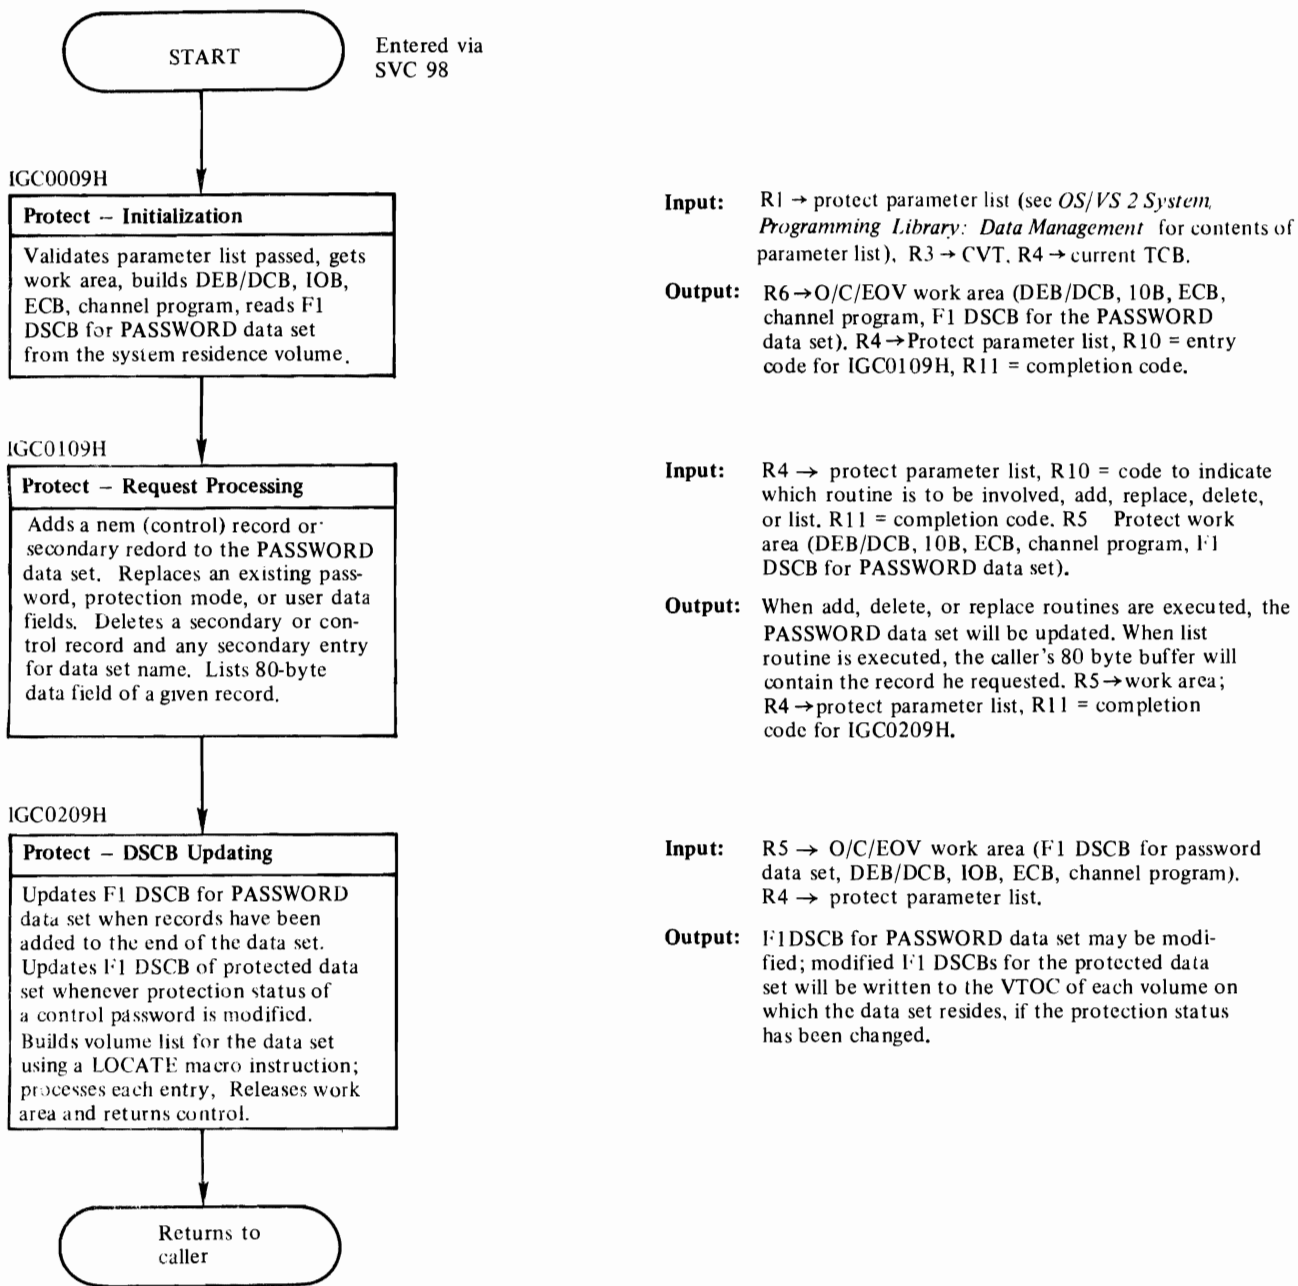 START
Entered via
SVC 98
IGC0009H
Protect – Initialization
Validates parameter list passed, gets
work area, builds DEB/DCB, IOB,
ECB, channel program, reads F1
DSCB for PASSWORD data set
from the system residence volume.
Input: R1 → protect parameter list (see OS/VS 2 System
Programming Library: Data Management for contents of
parameter list), R3 → CVT. R4 → current TCB.
Output: R6→O/C/EOV work area (DEB/DCB, 10B, ECB,
channel program, F1 DSCB for the PASSWORD
data set). R4→Protect parameter list, R10 = entry
code for IGC0109H, R11 = completion code.
IGC0109H
Protect – Request Processing
Adds a nem (control) record or
secondary redord to the PASSWORD
data set. Replaces an existing pass-
word, protection mode, or user data
fields. Deletes a secondary or con-
trol record and any secondary entry
for data set name. Lists 80-byte
data field of a given record.
Input: R4 → protect parameter list, R10 = code to indicate
which routine is to be involved, add, replace, delete,
or list. R11 = completion code. R5 Protect work
area (DEB/DCB, 10B, ECB, channel program, F1
DSCB for PASSWORD data set).
Output: When add, delete, or replace routines are executed, the
PASSWORD data set will be updated. When list
routine is executed, the caller's 80 byte buffer will
contain the record he requested. R5→work area;
R4→protect parameter list, R11 = completion
code for IGC0209H.
IGC0209H
Protect – DSCB Updating
Updates F1 DSCB for PASSWORD
data set when records have been
added to the end of the data set.
Updates F1 DSCB of protected data
set whenever protection status of
a control password is modified.
Builds volume list for the data set
using a LOCATE macro instruction;
processes each entry, Releases work
area and returns control.
Input: R5 → O/C/EOV work area (F1 DSCB for password
data set, DEB/DCB, IOB, ECB, channel program).
R4 → protect parameter list.
Output: F1DSCB for PASSWORD data set may be modi-
fied; modified F1 DSCBs for the protected data
set will be written to the VTOC of each volume on
which the data set resides, if the protection status
has been changed.
Returns to
caller